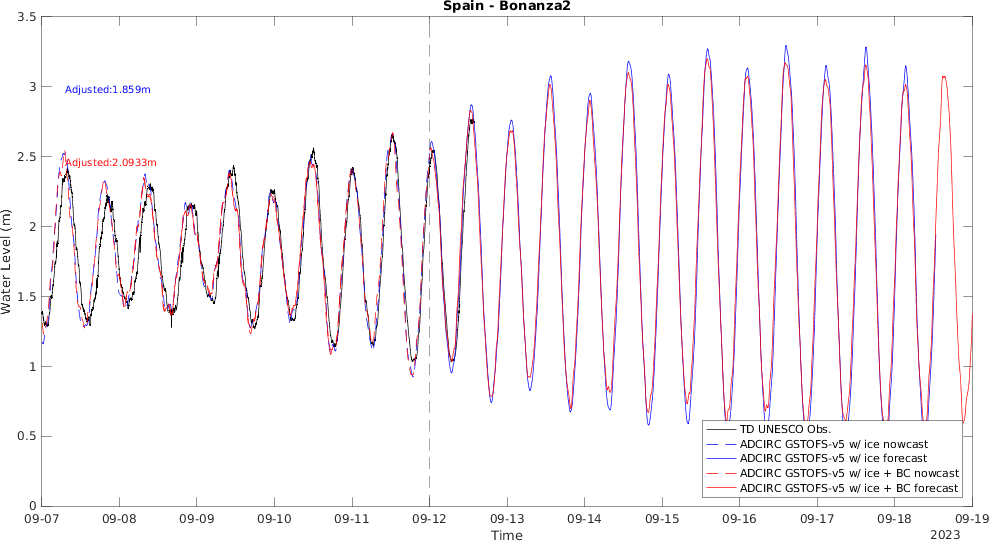 Spain - Bonanza2
3.5
3
2.5
2
1.5
1
0.5
0
Water Level (m)
Adjusted:1.859m
Adjusted:2.0933m
TD UNESCO Obs.
ADCIRC GSTOFS-v5 w/ ice nowcast
ADCIRC GSTOFS-v5 w/ ice forecast
ADCIRC GSTOFS-v5 w/ ice + BC nowcast
ADCIRC GSTOFS-v5 w/ ice + BC forecast
09-07 09-08 09-09 09-10 09-11 09-12 09-13 09-14 09-15 09-16 09-17 09-18 09-19
Time
2023